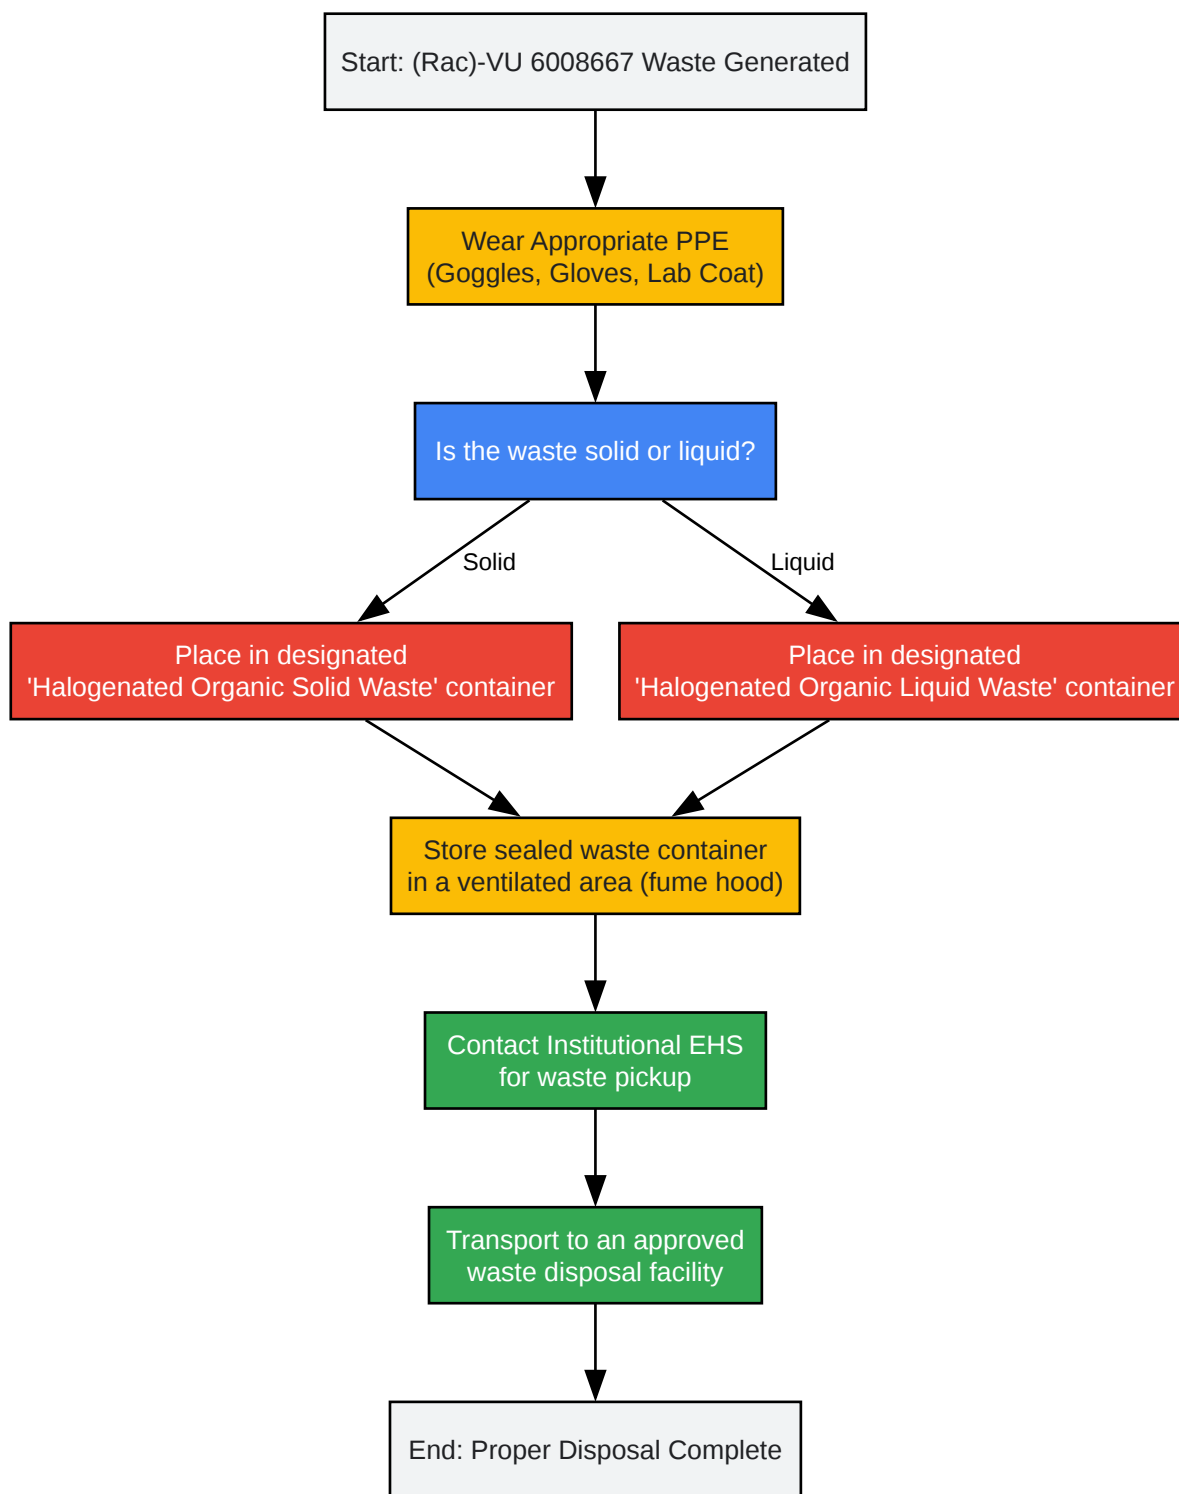 Start: (Rac)-VU 6008667 Waste Generated
Wear Appropriate PPE
(Goggles, Gloves, Lab Coat)
Is the waste solid or liquid?
Solid
Liquid
Place in designated
'Halogenated Organic Solid Waste' container
Place in designated
'Halogenated Organic Liquid Waste' container
Store sealed waste container
in a ventilated area (fume hood)
Contact Institutional EHS
for waste pickup
Transport to an approved
waste disposal facility
End: Proper Disposal Complete